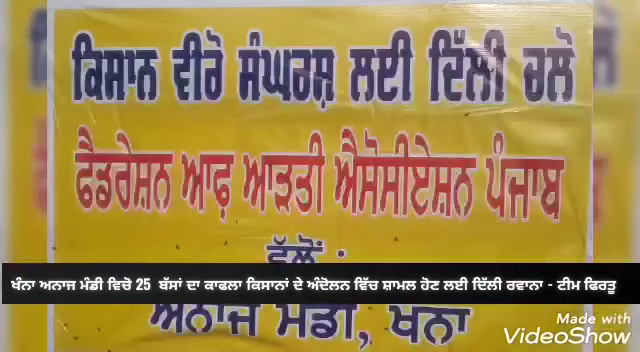 ਕਿਸਾਨ ਵੀਰੋ ਸੰਘਰਸ਼ ਲਈ ਦਿੱਲੀ ਚਲੋ
ਫੈਡਰੇਸ਼ਨ ਆਫ਼ ਆੜਤੀ ਐਸੋਸੀਏਸ਼ਨ ਪੰਜਾਬ
ਵੱਲੋਂ :
ਖੰਨਾ ਅਨਾਜ ਮੰਡੀ ਵਿਚੋ 25 ਬੱਸਾਂ ਦਾ ਕਾਫਲਾ ਕਿਸਾਨਾਂ ਦੇ ਅੰਦੋਲਨ ਵਿੱਚ ਸ਼ਾਮਲ ਹੋਣ ਲਈ ਦਿੱਲੀ ਰਵਾਨਾ - ਟੀਮ ਫਿਰਤੂ
ਅਨਾਜ ਮੰਡੀ, ਖੰਨਾ
Made with
VideoShow